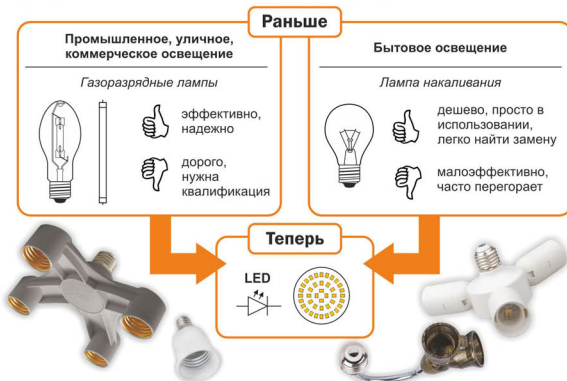 Раньше
Промышленное, уличное,
коммерческое освещение
Газоразрядные лампы
эффективно,
надежно
дорого,
нужна
квалификация
Бытовое освещение
Лампа накаливания
дешево, просто в
использовании,
легко найти замену
малоэффективно,
часто перегорает
Теперь
LED